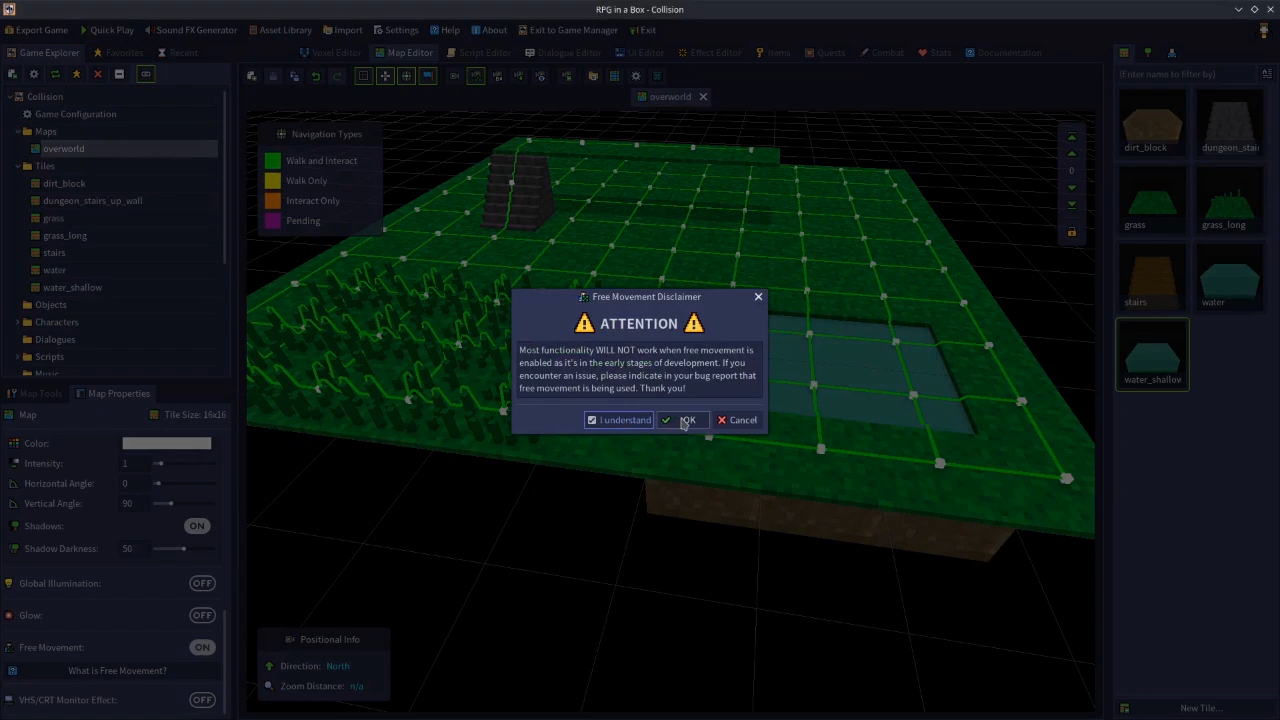 RPG in a Box - Collision
Export Game
Quick Play
Sound FX Generator
Asset Library
Import
Settings
Help
About
Exit to Game Manager
Exit
Game Explorer
Favorites
Recent
Voxel Editor
Map Editor
Script Editor
Dialogue Editor
UI Editor
Effect Editor
Items
Quests
Combat
Stats
Documentation
overworld
(Enter name to filter by)
Collision
Game Configuration
Maps
overworld
Tiles
dirt_block
dungeon_stairs_up_wall
grass
grass_long
stairs
water
water_shallow
Objects
Characters
Dialogues
Scripts
Music
Navigation Types
Walk and Interact
Walk Only
Interact Only
Pending
0
dirt_block
dungeon_stai
grass
grass_long
stairs
water
water_shallow
Free Movement Disclaimer
ATTENTION
Most functionality WILL NOT work when free movement is
enabled as it's in the early stages of development. If you
encounter an issue, please indicate in your bug report that
free movement is being used. Thank you!
I understand
OK
Cancel
Map Tools
Map Properties
Map
Tile Size: 16x16
Color:
Intensity: 1
Horizontal Angle: 0
Vertical Angle: 90
Shadows: ON
Shadow Darkness: 50
Global Illumination: OFF
Glow: OFF
Free Movement: ON
What is Free Movement?
VHS/CRT Monitor Effect: OFF
Positional Info
Direction: North
Zoom Distance: n/a
New Tile...